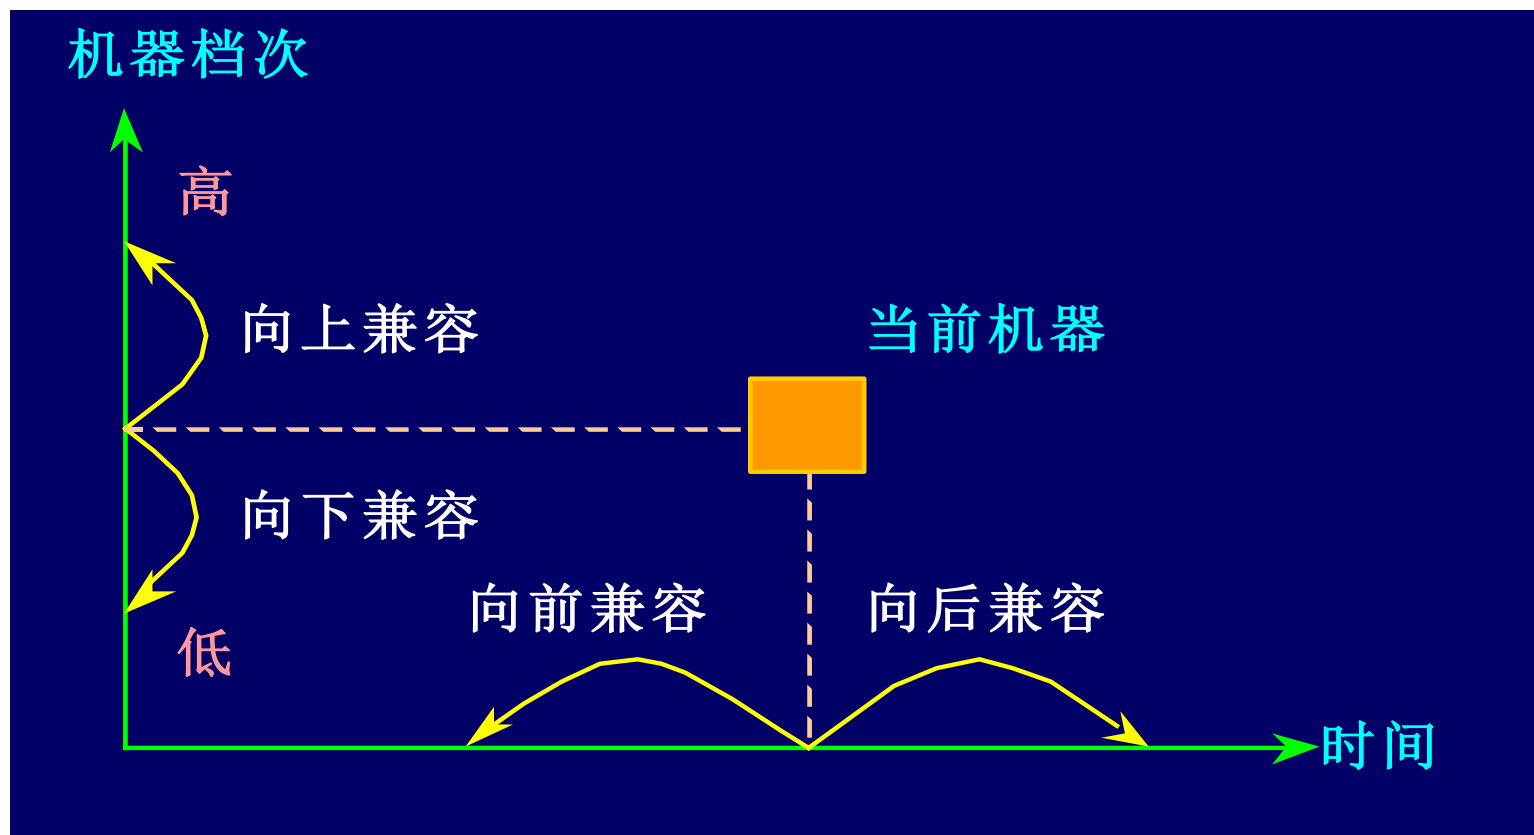 机器档次
高
向上兼容
当前机器
向下兼容
向前兼容
向后兼容
低
时间